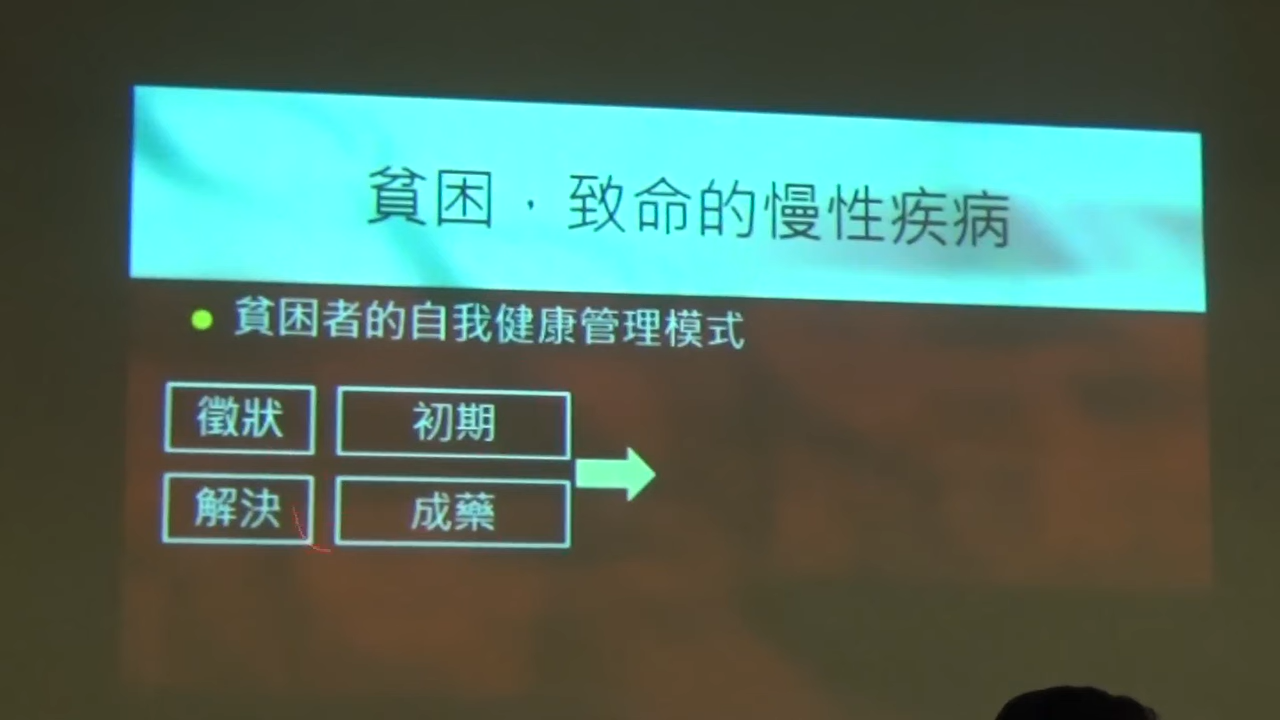 貧困，致命的慢性疾病
貧困者的自我健康管理模式
徵狀 初期
解決 成藥